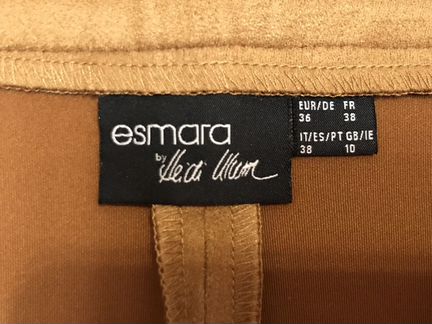 esmara
by Heidi Klum
EUR/DE FR
36 38
IT/ES/PT GB/IE
38 10